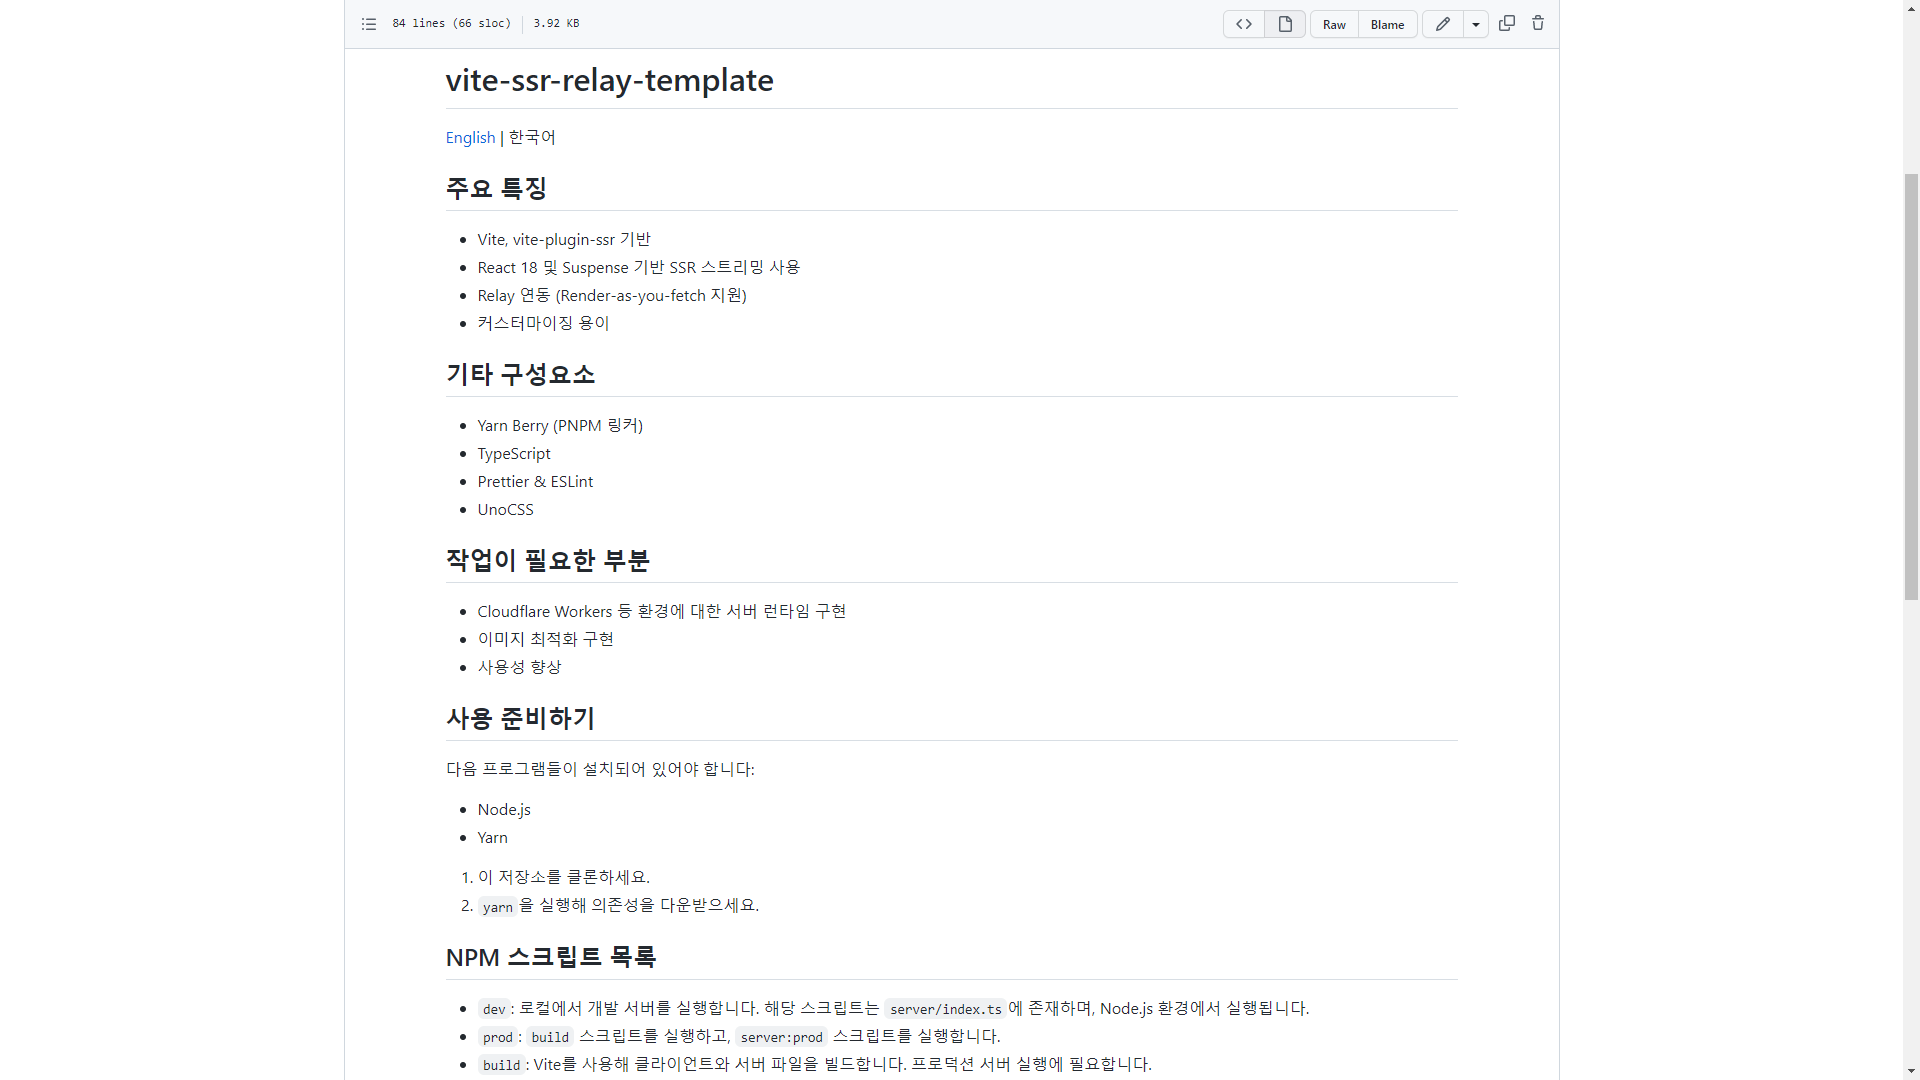 84 lines (66 sloc) 3.92 KB Raw Blame
vite-ssr-relay-template
English | 한국어
주요 특징
Vite, vite-plugin-ssr 기반
React 18 및 Suspense 기반 SSR 스트리밍 사용
Relay 연동 (Render-as-you-fetch 지원)
커스터마이징 용이
기타 구성요소
Yarn Berry (PNPM 링커)
TypeScript
Prettier & ESLint
UnoCSS
작업이 필요한 부분
Cloudflare Workers 등 환경에 대한 서버 런타임 구현
이미지 최적화 구현
사용성 향상
사용 준비하기
다음 프로그램들이 설치되어 있어야 합니다:
Node.js
Yarn
1. 이 저장소를 클론하세요.
2. yarn을 실행해 의존성을 다운받으세요.
NPM 스크립트 목록
dev: 로컬에서 개발 서버를 실행합니다. 해당 스크립트는 server/index.ts에 존재하며, Node.js 환경에서 실행됩니다.
prod: build 스크립트를 실행하고, server:prod 스크립트를 실행합니다.
build: Vite를 사용해 클라이언트와 서버 파일을 빌드합니다. 프로덕션 서버 실행에 필요합니다.